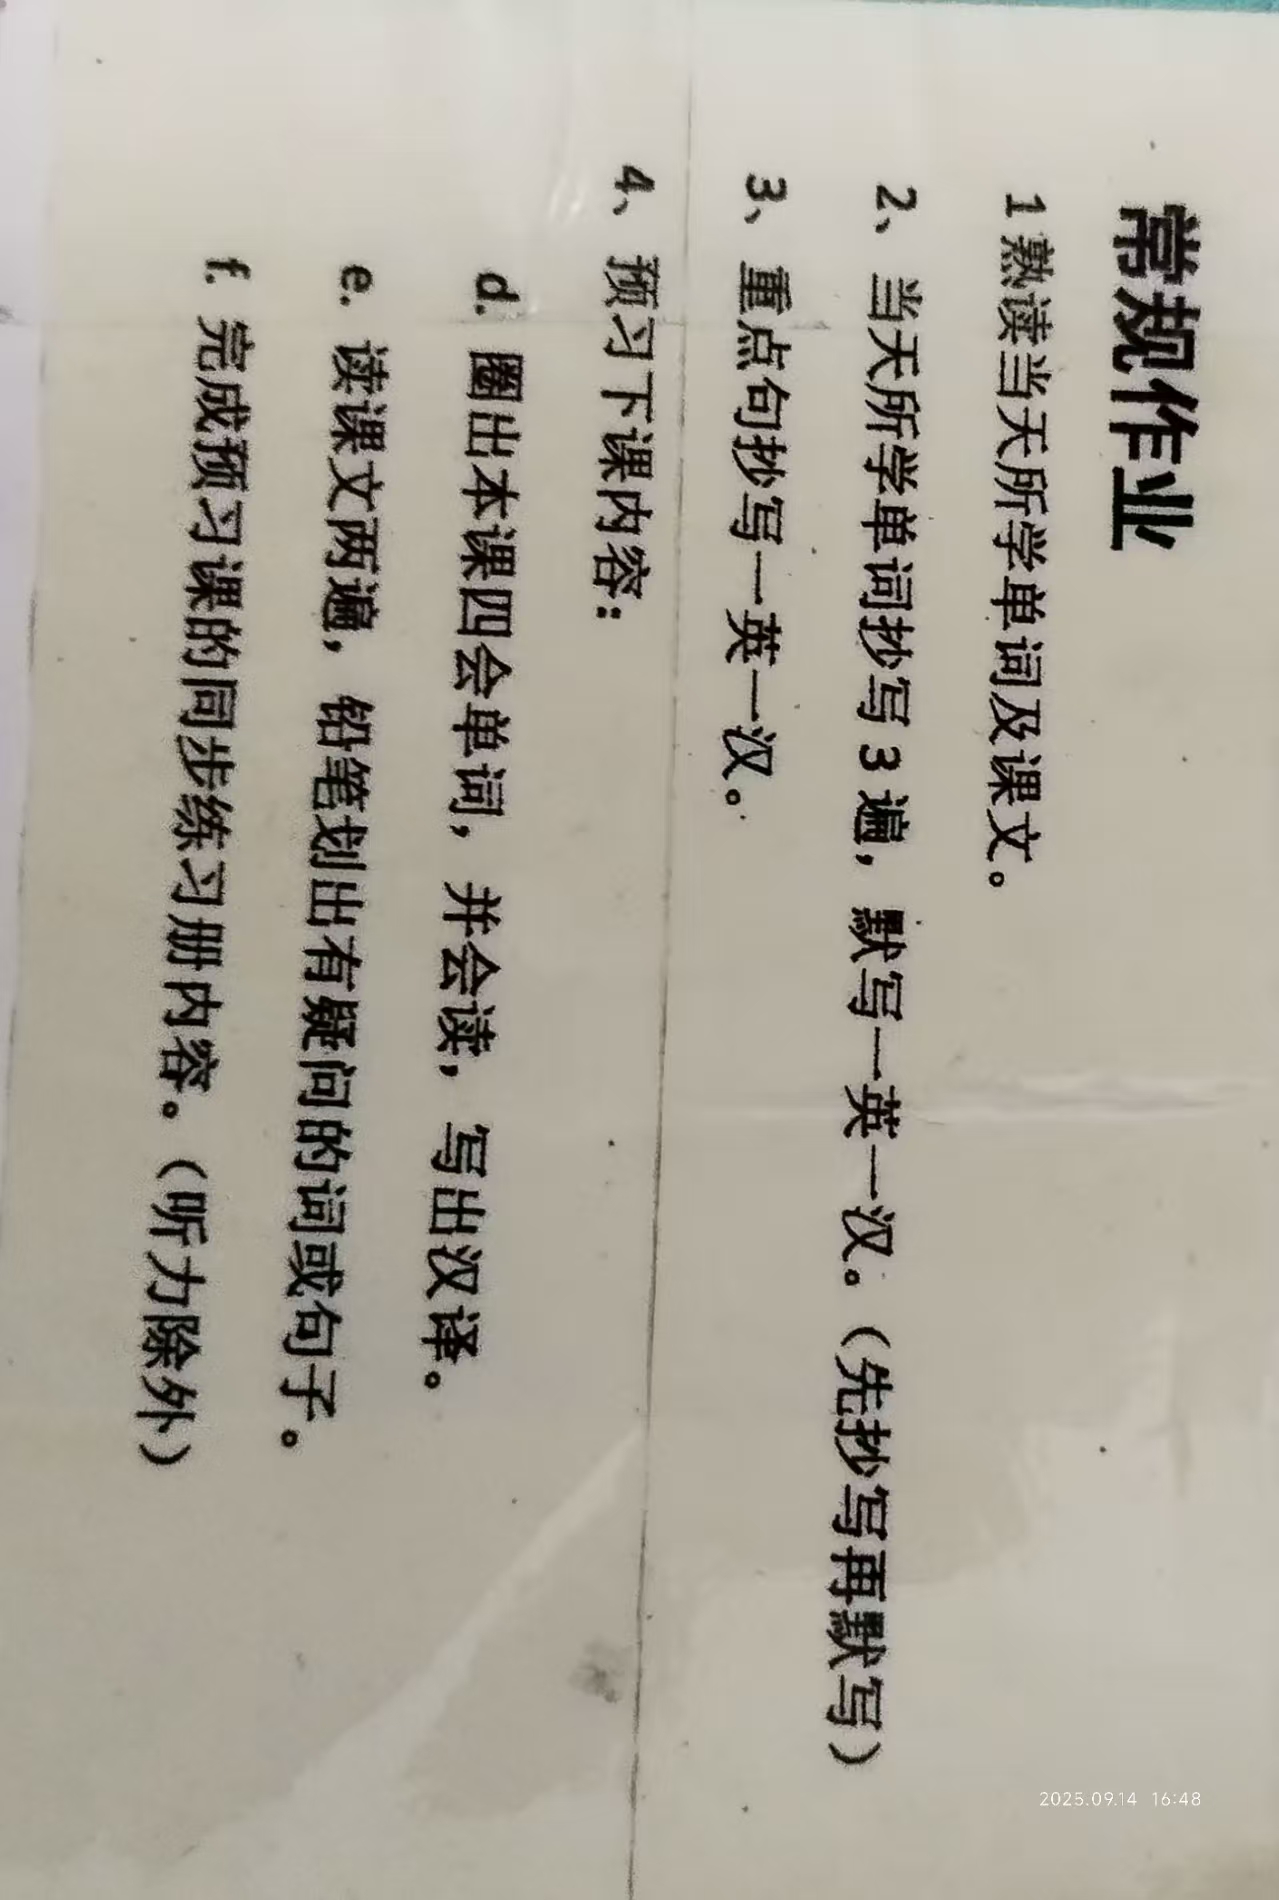 常规作业
1 熟读当天所学单词及课文。
2、当天所学单词抄写 3 遍，默写一英一汉。（先抄写再默写）
3、重点句抄写一英一汉。
4、预习下课内容：
d. 圈出本课四会单词，并会读，写出汉译。
e. 读课文两遍，铅笔划出有疑问的词或句子。
f. 完成预习课的同步练习册内容。（听力除外）
2025.09.14 16:48